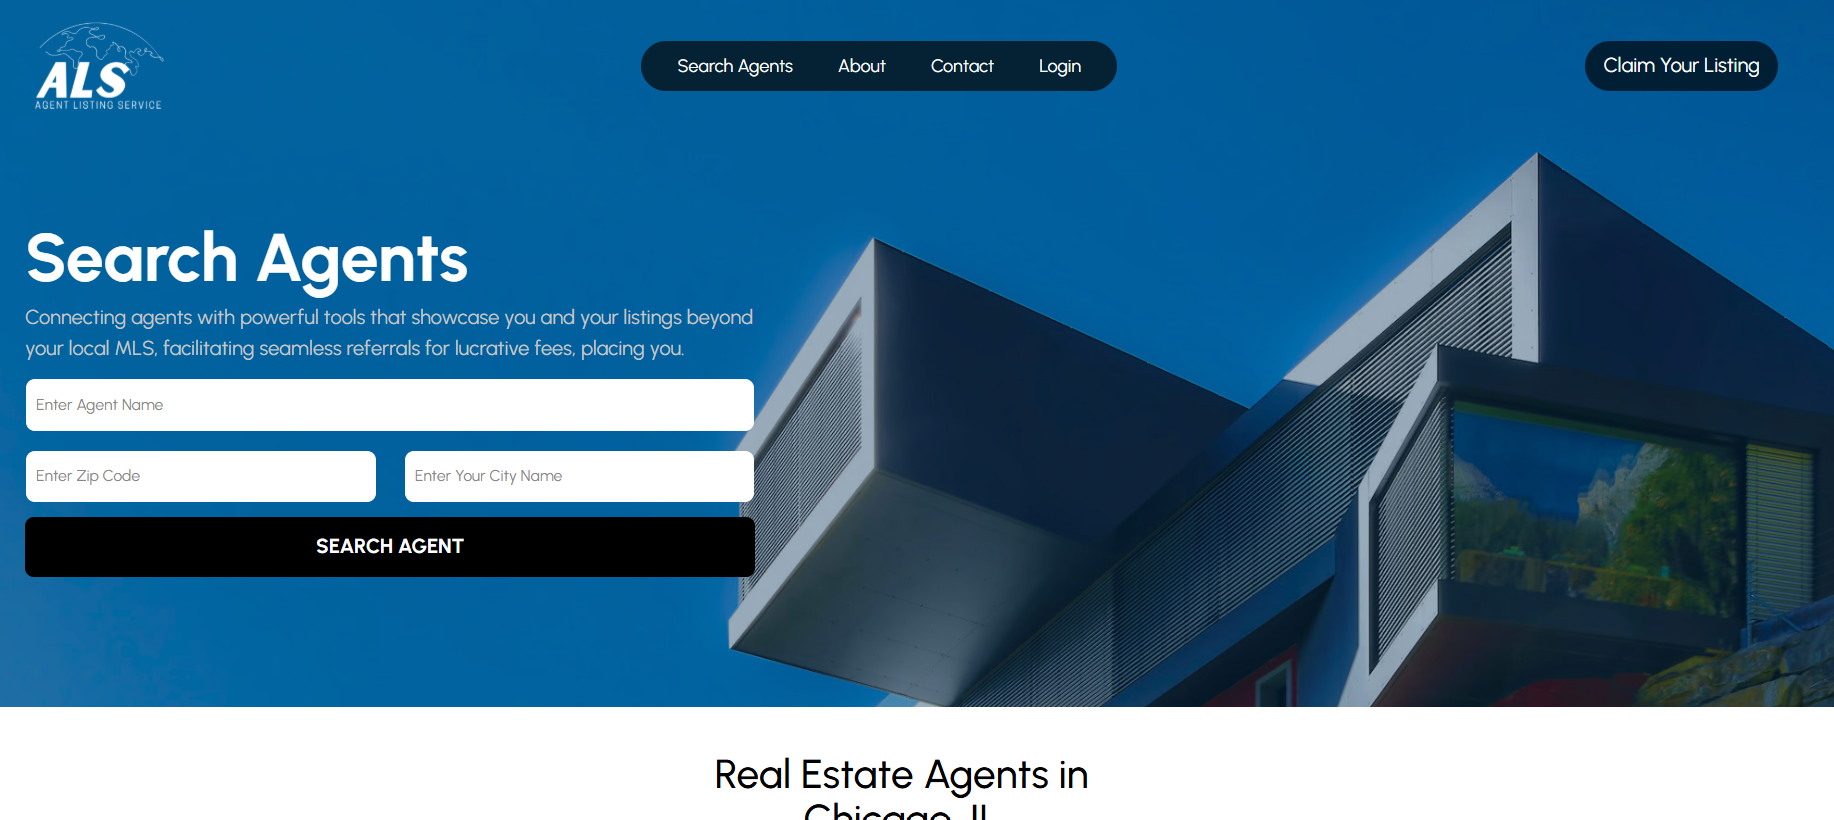 ALS
AGENT LISTING SERVICE
Search Agents About Contact Login
Claim Your Listing
Search Agents
Connecting agents with powerful tools that showcase you and your listings beyond
your local MLS, facilitating seamless referrals for lucrative fees, placing you.
Enter Agent Name
Enter Zip Code
Enter Your City Name
SEARCH AGENT
Real Estate Agents in
Chicago, IL